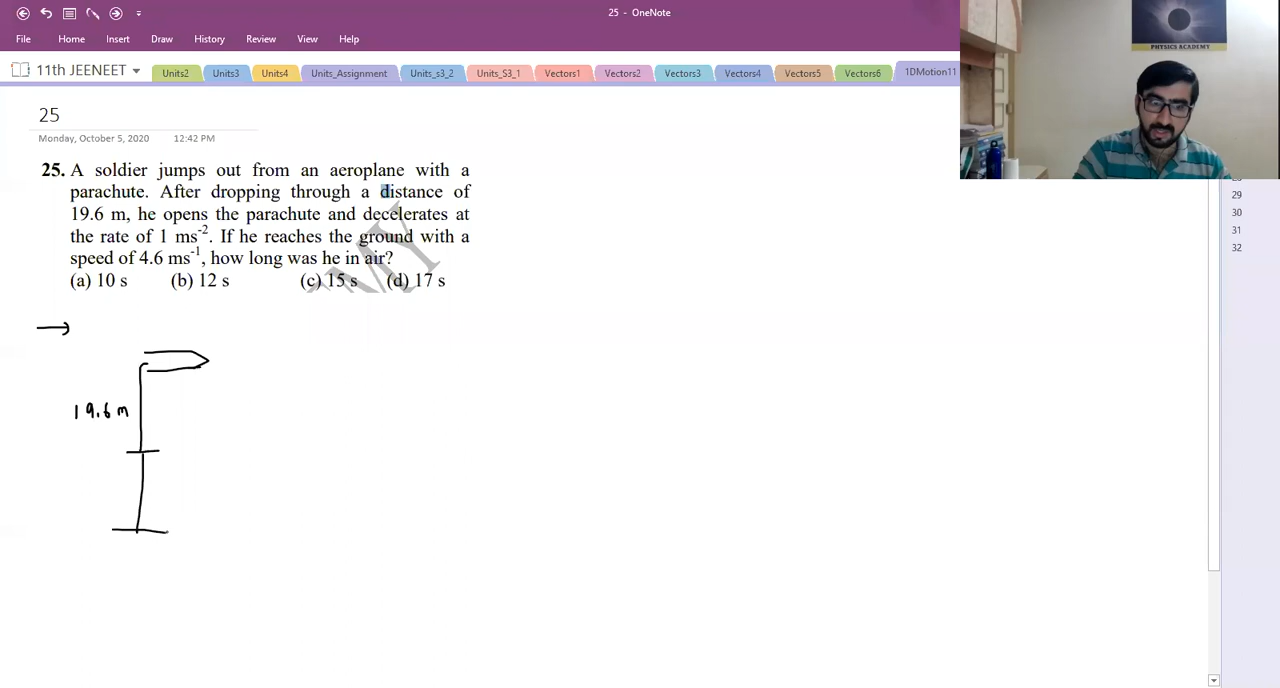 25 - OneNote
File Home Insert Draw History Review View Help
11th JEENEET Units2 Units3 Units4 Units_Assignment Units_s3_2 Units_S3_1 Vectors1 Vectors2 Vectors3 Vectors4 Vectors5 Vectors6 1DMotion11
PHYSICS ACADEMY
25
Monday, October 5, 2020 12:42 PM
25. A soldier jumps out from an aeroplane with a
parachute. After dropping through a distance of
19.6 m, he opens the parachute and decelerates at
the rate of 1 ms⁻². If he reaches the ground with a
speed of 4.6 ms⁻¹, how long was he in air?
(a) 10 s (b) 12 s (c) 15 s (d) 17 s
19.6 m
29
30
31
32